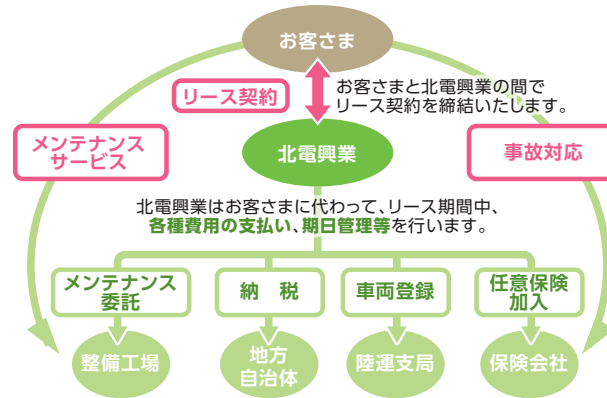 お客さま
リース契約
お客さまと北電興業の間で
リース契約を締結いたします。
メンテナンス
サービス
北電興業
事故対応
北電興業はお客さまに代わって、リース期間中、
各種費用の支払い、期日管理等を行います。
メンテナンス
委託
納　税
車両登録
任意保険
加入
整備工場
地方
自治体
陸運支局
保険会社